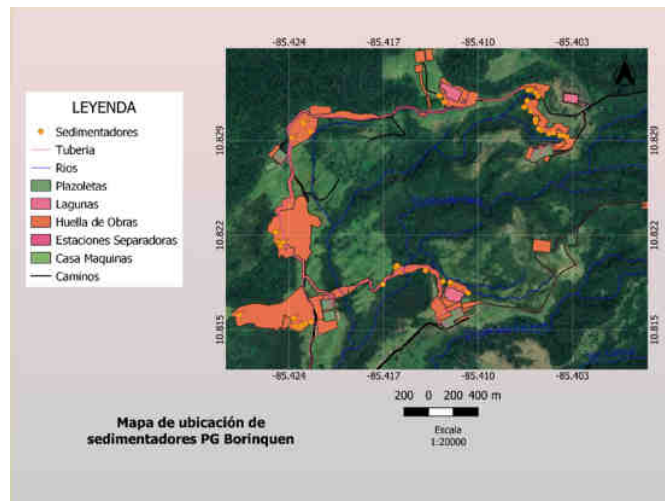 -85.424 -85.417 -85.410 -85.403
LEYENDA
Sedimentadores
Tuberia
Rios
Plazoletas
Lagunas
Huella de Obras
Estaciones Separadoras
Casa Maquinas
Caminos
10.829 10.829
10.822 10.822
10.815 10.815
-85.424 -85.417 -85.410 -85.403
200 0 200 400 m
Escala
1:20000
Mapa de ubicación de
sedimentadores PG Borinquen